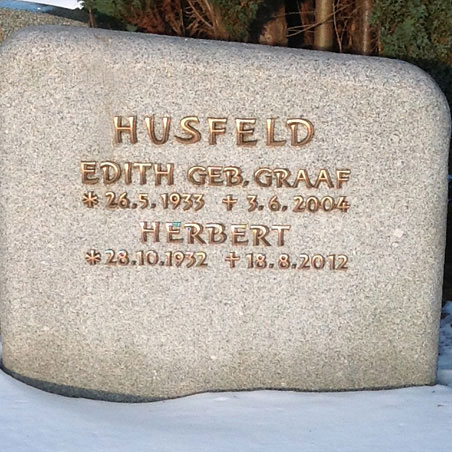 HUSFELD
EDITH GEB. GRAAF
* 26.5.1933 † 3.6.2004
HERBERT
* 28.10.1932 † 18.8.2012